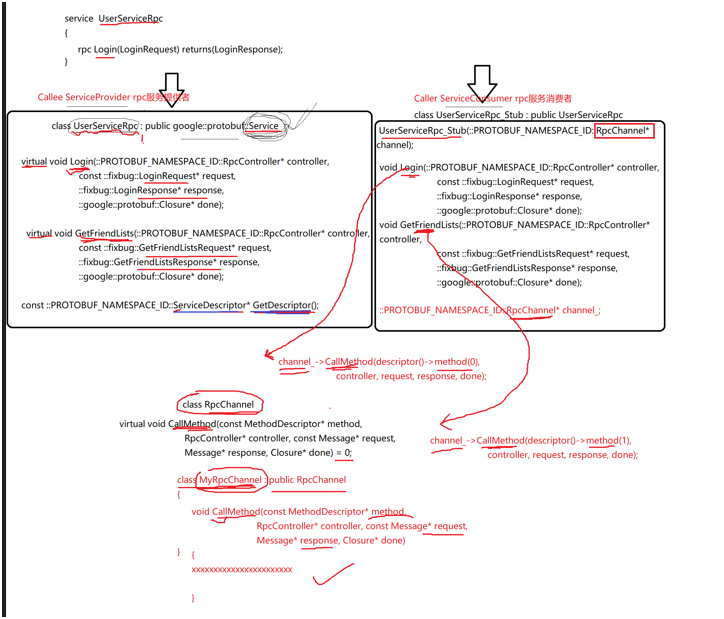 service UserServiceRpc
{
rpc Login(LoginRequest) returns(LoginResponse);
}
Callee ServiceProvider rpc服务提供者
class UserServiceRpc : public google::protobuf::Service
virtual void Login(::PROTOBUF_NAMESPACE_ID::RpcController* controller,
const ::fixbug::LoginRequest* request,
::fixbug::LoginResponse* response,
::google::protobuf::Closure* done);
virtual void GetFriendLists(::PROTOBUF_NAMESPACE_ID::RpcController* controller,
const ::fixbug::GetFriendListsRequest* request,
::fixbug::GetFriendListsResponse* response,
::google::protobuf::Closure* done);
const ::PROTOBUF_NAMESPACE_ID::ServiceDescriptor* GetDescriptor();
Caller ServiceConsumer rpc服务消费者
class UserServiceRpc_Stub : public UserServiceRpc
UserServiceRpc_Stub(::PROTOBUF_NAMESPACE_ID::RpcChannel*
channel);
void Login(::PROTOBUF_NAMESPACE_ID::RpcController* controller,
const ::fixbug::LoginRequest* request,
::fixbug::LoginResponse* response,
::google::protobuf::Closure* done);
void GetFriendLists(::PROTOBUF_NAMESPACE_ID::RpcController*
controller,
const ::fixbug::GetFriendListsRequest* request,
::fixbug::GetFriendListsResponse* response,
::google::protobuf::Closure* done);
::PROTOBUF_NAMESPACE_ID::RpcChannel* channel_;
channel_->CallMethod(descriptor()->method(0),
controller, request, response, done);
class RpcChannel
virtual void CallMethod(const MethodDescriptor* method,
RpcController* controller, const Message* request,
Message* response, Closure* done) = 0;
channel_->CallMethod(descriptor()->method(1),
controller, request, response, done);
class MyRpcChannel : public RpcChannel
{
void CallMethod(const MethodDescriptor* method,
RpcController* controller, const Message* request,
Message* response, Closure* done)
} {
xxxxxxxxxxxxxxxxxxxxxxxx
}